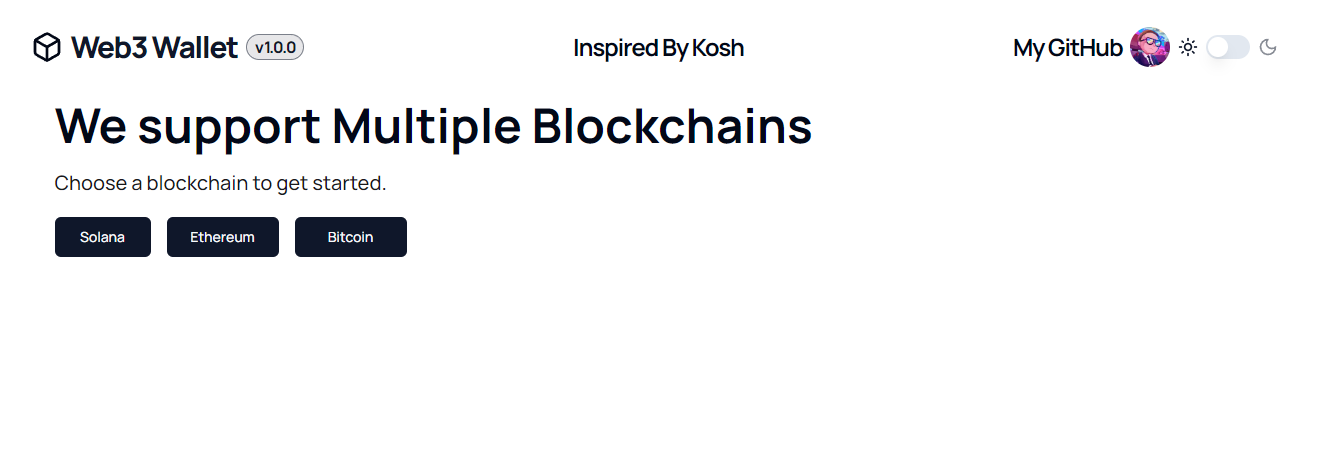 Web3 Wallet v1.0.0 Inspired By Kosh My GitHub
We support Multiple Blockchains
Choose a blockchain to get started.
Solana Ethereum Bitcoin